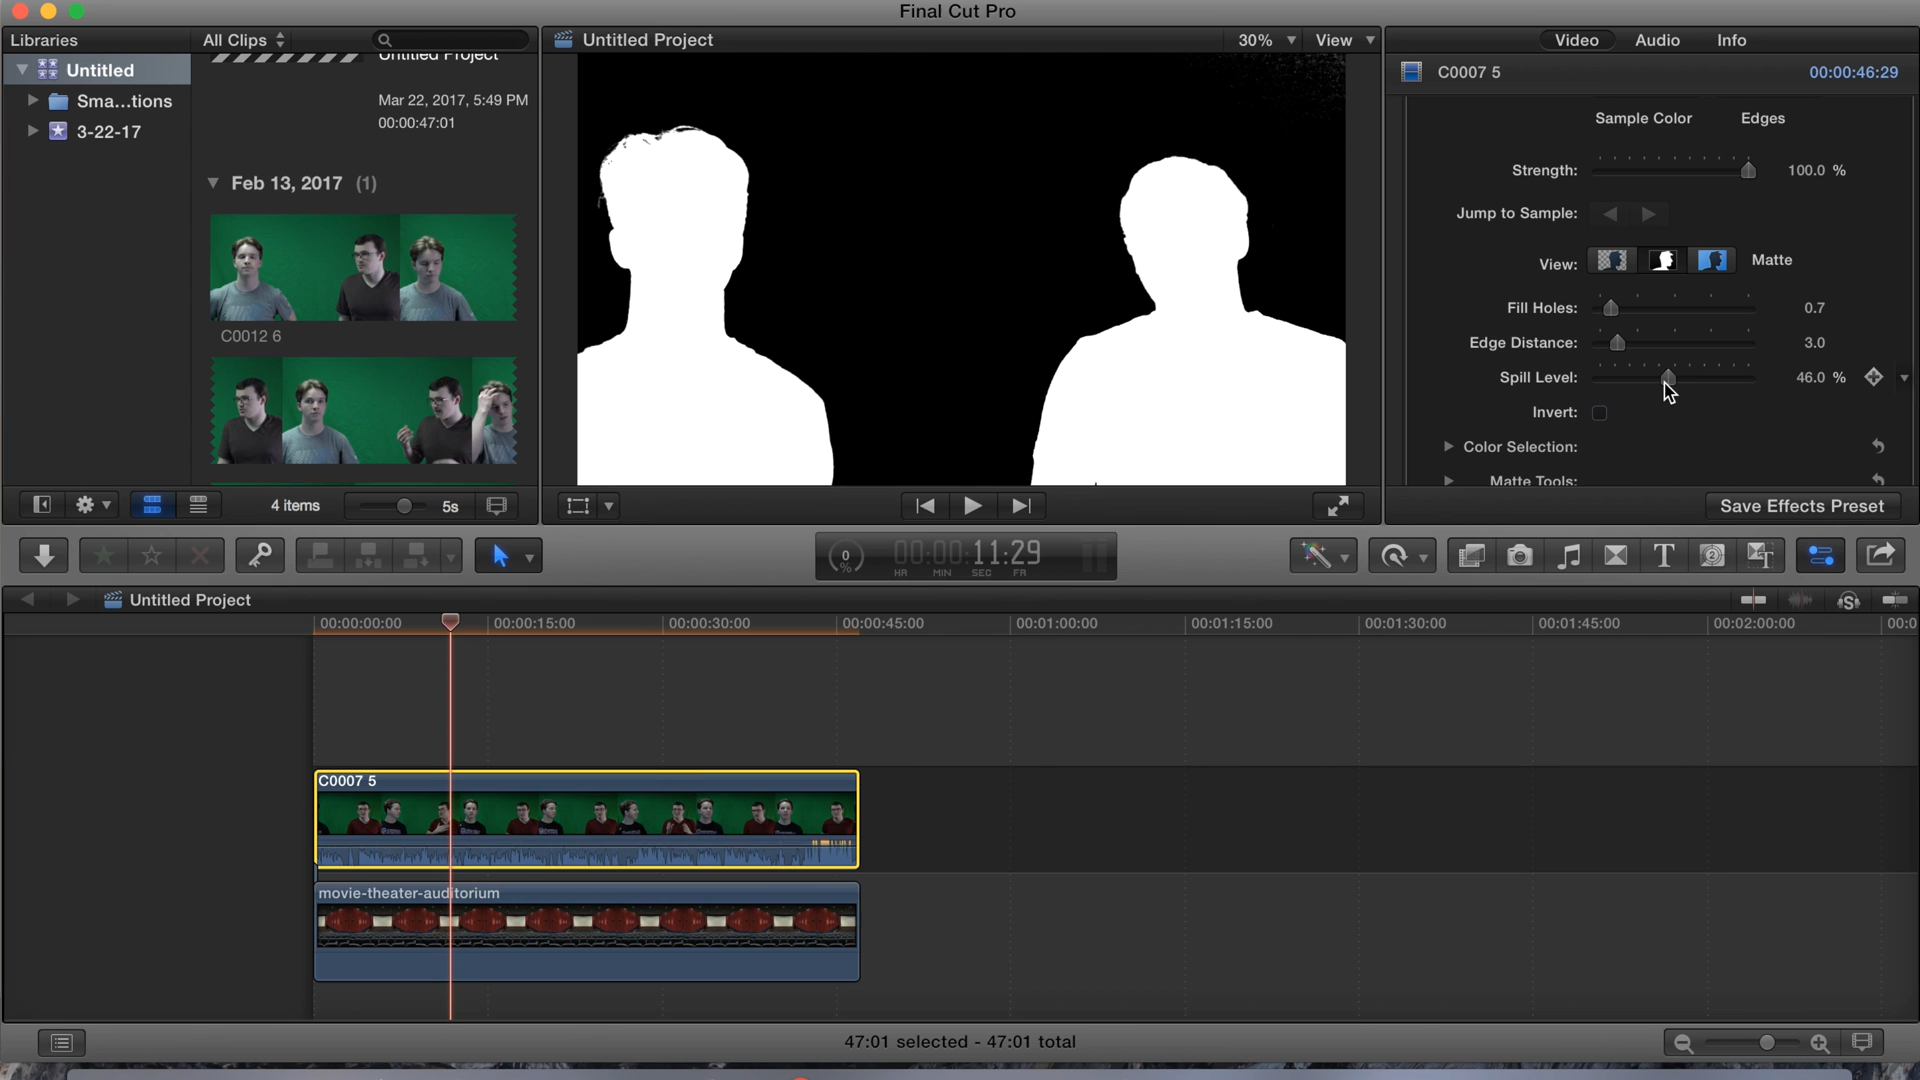 Final Cut Pro
Libraries
All Clips
Untitled
Sma...tions
3-22-17
Untitled Project
Mar 22, 2017, 5:49 PM
00:00:47:01
Feb 13, 2017 (1)
C0012 6
4 items
5s
Untitled Project
30%
View
Video
Audio
Info
C0007 5
00:00:46:29
Sample Color
Edges
Strength:
100.0 %
Jump to Sample:
View:
Matte
Fill Holes:
0.7
Edge Distance:
3.0
Spill Level:
46.0 %
Invert:
Color Selection:
Matte Tools:
Save Effects Preset
0
%
00:00:11:29
HR MIN SEC FR
T
Untitled Project
00:00:00:00
00:00:15:00
00:00:30:00
00:00:45:00
00:01:00:00
00:01:15:00
00:01:30:00
00:01:45:00
00:02:00:00
00:0
C0007 5
movie-theater-auditorium
47:01 selected - 47:01 total